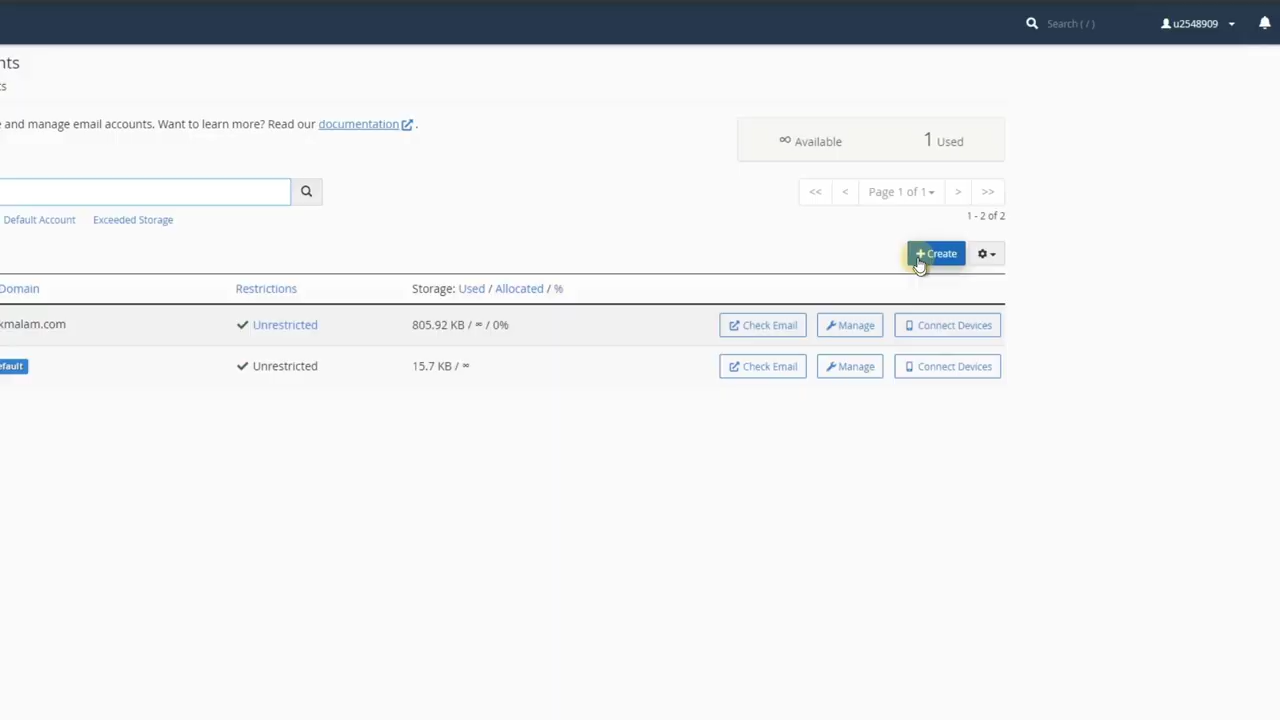 Search ( / )
u2548909
nts
ts
e and manage email accounts. Want to learn more? Read our documentation .
∞ Available 1 Used
<< < Page 1 of 1 > >>
1 - 2 of 2
Default Account Exceeded Storage
+ Create
Domain Restrictions Storage: Used / Allocated / %
kmalam.com Unrestricted 805.92 KB / ∞ / 0% Check Email Manage Connect Devices
efault Unrestricted 15.7 KB / ∞ Check Email Manage Connect Devices